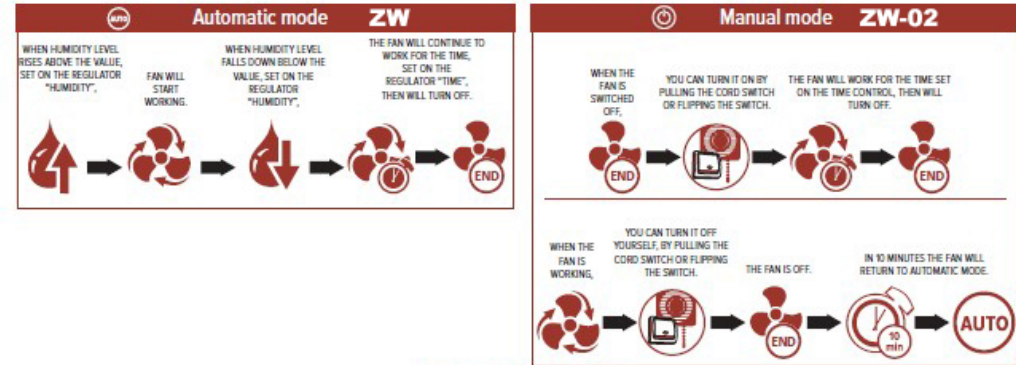 AUTO Automatic mode ZW
WHEN HUMIDITY LEVEL
RISES ABOVE THE VALUE,
SET ON THE REGULATOR
“HUMIDITY”,
FAN WILL
START
WORKING.
WHEN HUMIDITY LEVEL
FALLS DOWN BELOW THE
VALUE, SET ON THE
REGULATOR
“HUMIDITY”,
THE FAN WILL CONTINUE TO
WORK FOR THE TIME,
SET ON THE
REGULATOR “TIME”,
THEN WILL TURN OFF.
END
Manual mode ZW-02
WHEN THE
FAN IS
SWITCHED
OFF,
YOU CAN TURN IT ON BY
PULLING THE CORD SWITCH
OR FLIPPING THE SWITCH.
THE FAN WILL WORK FOR THE TIME SET
ON THE TIME CONTROL, THEN WILL
TURN OFF.
END
END
WHEN THE
FAN IS
WORKING,
YOU CAN TURN IT OFF
YOURSELF, BY PULLING THE
CORD SWITCH OR FLIPPING
THE SWITCH.
THE FAN IS OFF.
IN 10 MINUTES THE FAN WILL
RETURN TO AUTOMATIC MODE.
END
10
min
AUTO